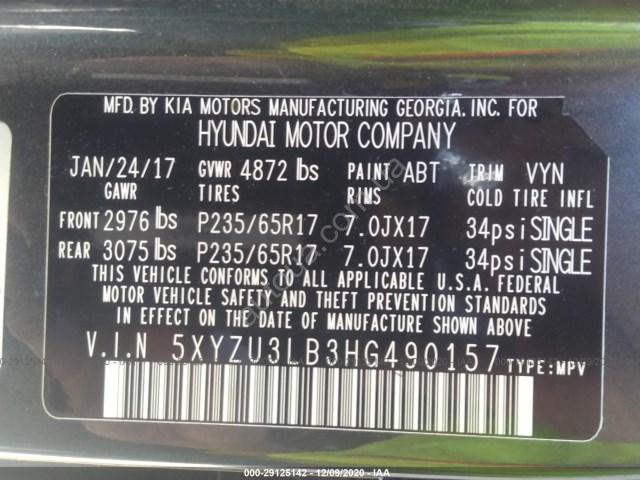 MFD. BY KIA MOTORS MANUFACTURING GEORGIA. INC. FOR
HYUNDAI MOTOR COMPANY
JAN/24/17 GVWR 4872 lbs PAINT ABT TRIM VYN
GAWR TIRES RIMS COLD TIRE INFL
FRONT 2976 lbs P235/65R17 7.0JX17 34psi SINGLE
REAR 3075 lbs P235/65R17 7.0JX17 34psi SINGLE
THIS VEHICLE CONFORMS TO ALL APPLICABLE U.S.A. FEDERAL
MOTOR VEHICLE SAFETY AND THEFT PREVENTION STANDARDS
IN EFFECT ON THE DATE OF MANUFACTURE SHOWN ABOVE.
V.I.N 5XYZU3LB3HG490157 TYPE:MPV
000-29125142 - 12/09/2020 - IAA